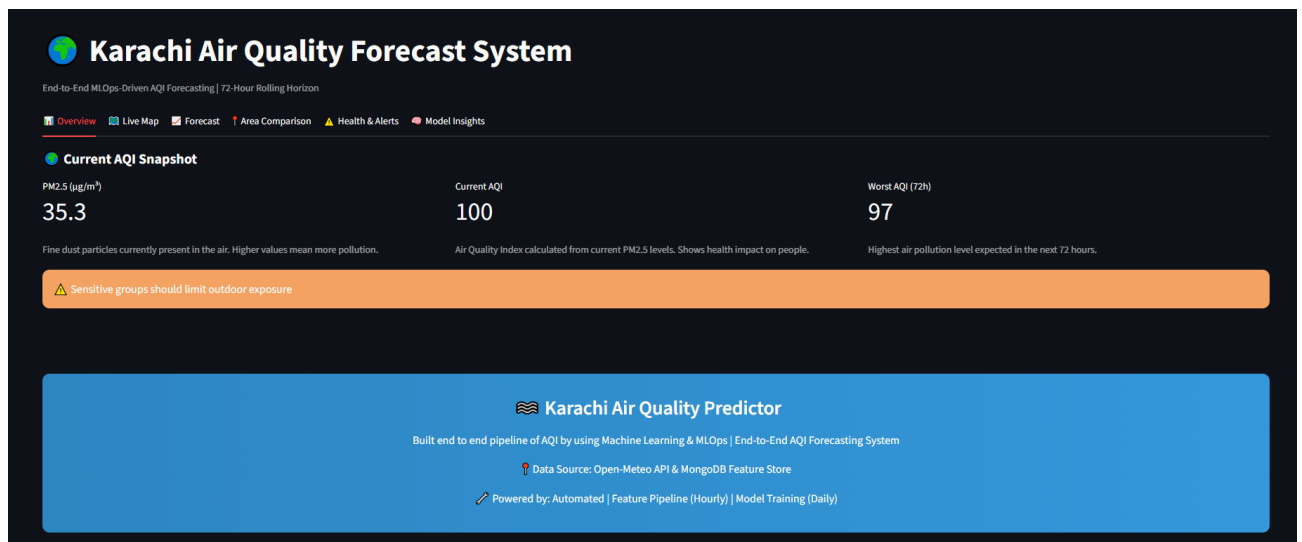 Karachi Air Quality Forecast System
End-to-End MLOps-Driven AQI Forecasting | 72-Hour Rolling Horizon
Overview Live Map Forecast Area Comparison Health & Alerts Model Insights
Current AQI Snapshot
PM2.5 (µg/m³) Current AQI Worst AQI (72h)
35.3 100 97
Fine dust particles currently present in the air. Higher values mean more pollution. Air Quality Index calculated from current PM2.5 levels. Shows health impact on people. Highest air pollution level expected in the next 72 hours.
Sensitive groups should limit outdoor exposure
Karachi Air Quality Predictor
Built end to end pipeline of AQI by using Machine Learning & MLOps | End-to-End AQI Forecasting System
Data Source: Open-Meteo API & MongoDB Feature Store
Powered by: Automated | Feature Pipeline (Hourly) | Model Training (Daily)